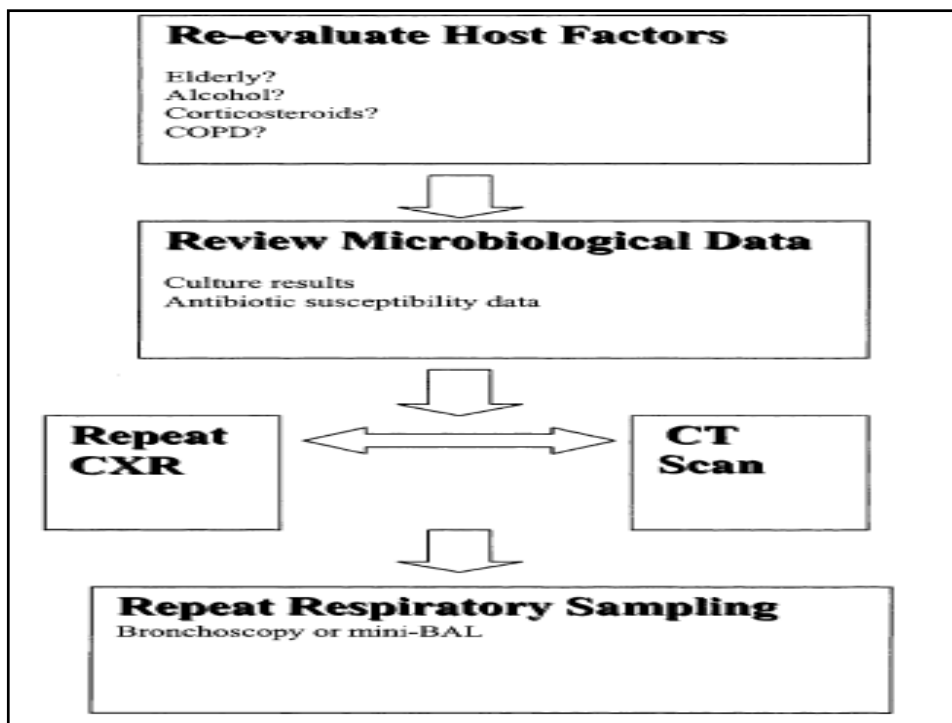 Re-evaluate Host Factors
Elderly?
Alcohol?
Corticosteroids?
COPD?
Review Microbiological Data
Culture results
Antibiotic susceptibility data
Repeat
CXR
CT
Scan
Repeat Respiratory Sampling
Bronchoscopy or mini-BAL